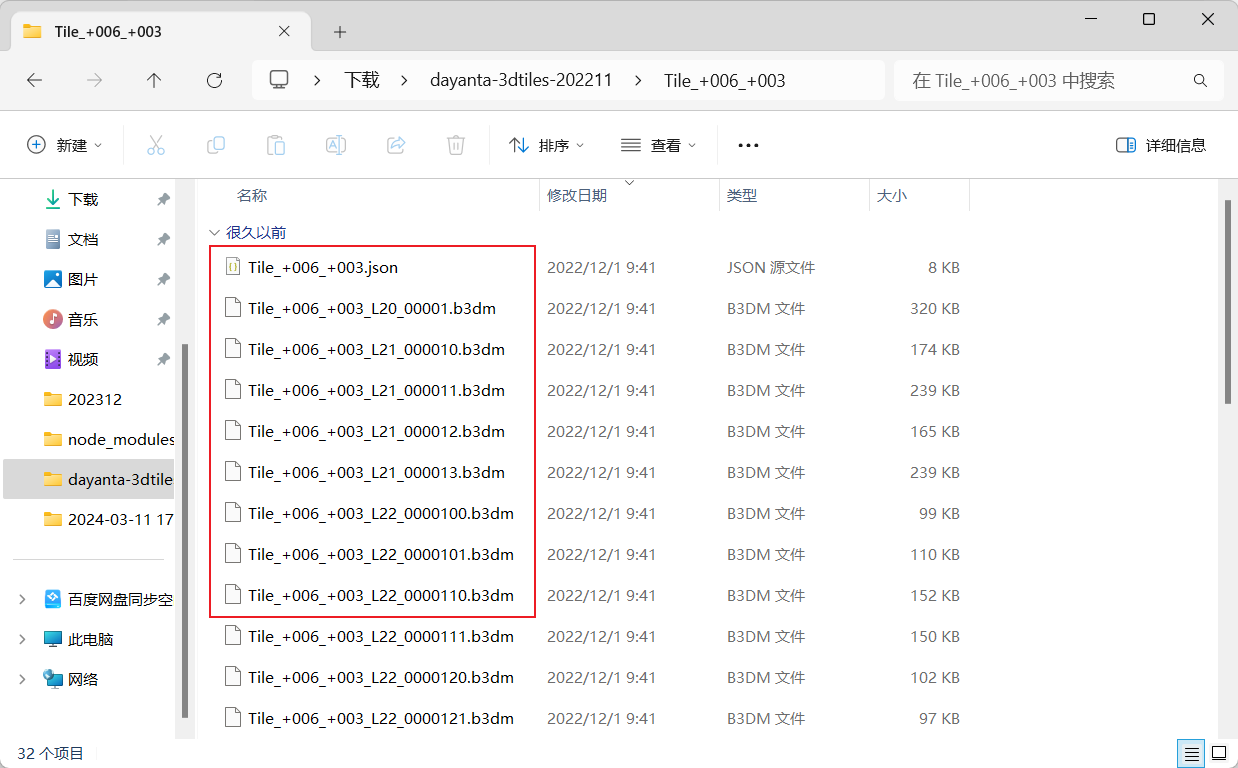 Tile_+006_+003
下载 dayanta-3dtiles-202211 Tile_+006_+003
在 Tile_+006_+003 中搜索
新建 排序 查看 详细信息
下载
文档
图片
音乐
视频
202312
node_modules
dayanta-3dtile
2024-03-11 17
百度网盘同步空
此电脑
网络
名称 修改日期 类型 大小
很久以前
Tile_+006_+003.json 2022/12/1 9:41 JSON 源文件 8 KB
Tile_+006_+003_L20_00001.b3dm 2022/12/1 9:41 B3DM 文件 320 KB
Tile_+006_+003_L21_000010.b3dm 2022/12/1 9:41 B3DM 文件 174 KB
Tile_+006_+003_L21_000011.b3dm 2022/12/1 9:41 B3DM 文件 239 KB
Tile_+006_+003_L21_000012.b3dm 2022/12/1 9:41 B3DM 文件 165 KB
Tile_+006_+003_L21_000013.b3dm 2022/12/1 9:41 B3DM 文件 239 KB
Tile_+006_+003_L22_0000100.b3dm 2022/12/1 9:41 B3DM 文件 99 KB
Tile_+006_+003_L22_0000101.b3dm 2022/12/1 9:41 B3DM 文件 110 KB
Tile_+006_+003_L22_0000110.b3dm 2022/12/1 9:41 B3DM 文件 152 KB
Tile_+006_+003_L22_0000111.b3dm 2022/12/1 9:41 B3DM 文件 150 KB
Tile_+006_+003_L22_0000120.b3dm 2022/12/1 9:41 B3DM 文件 102 KB
Tile_+006_+003_L22_0000121.b3dm 2022/12/1 9:41 B3DM 文件 97 KB
32 个项目